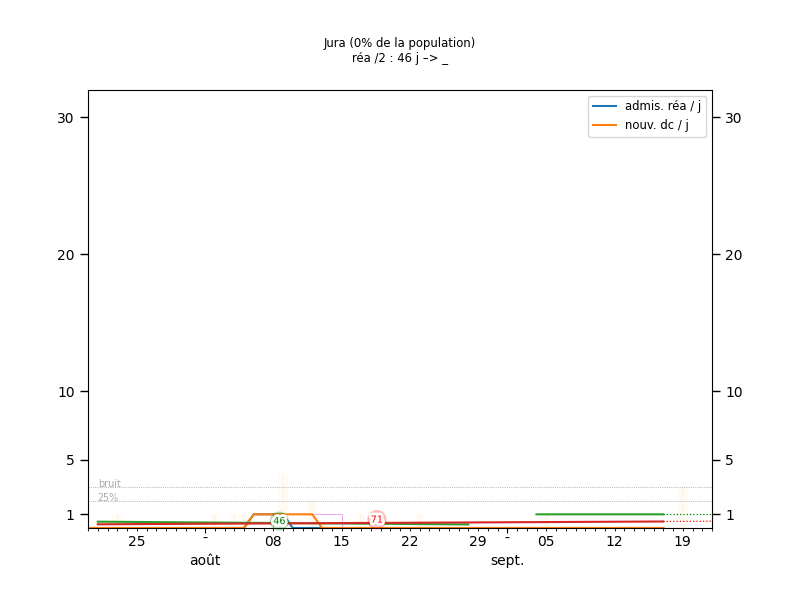 Jura (0% de la population)
réa /2 : 46 j –> _
admis. réa / j
nouv. dc / j
30 30
20 20
10 10
5 5
bruit
25%
1 46 71 1
25 - 08 15 22 29 - 05 12 19
août sept.